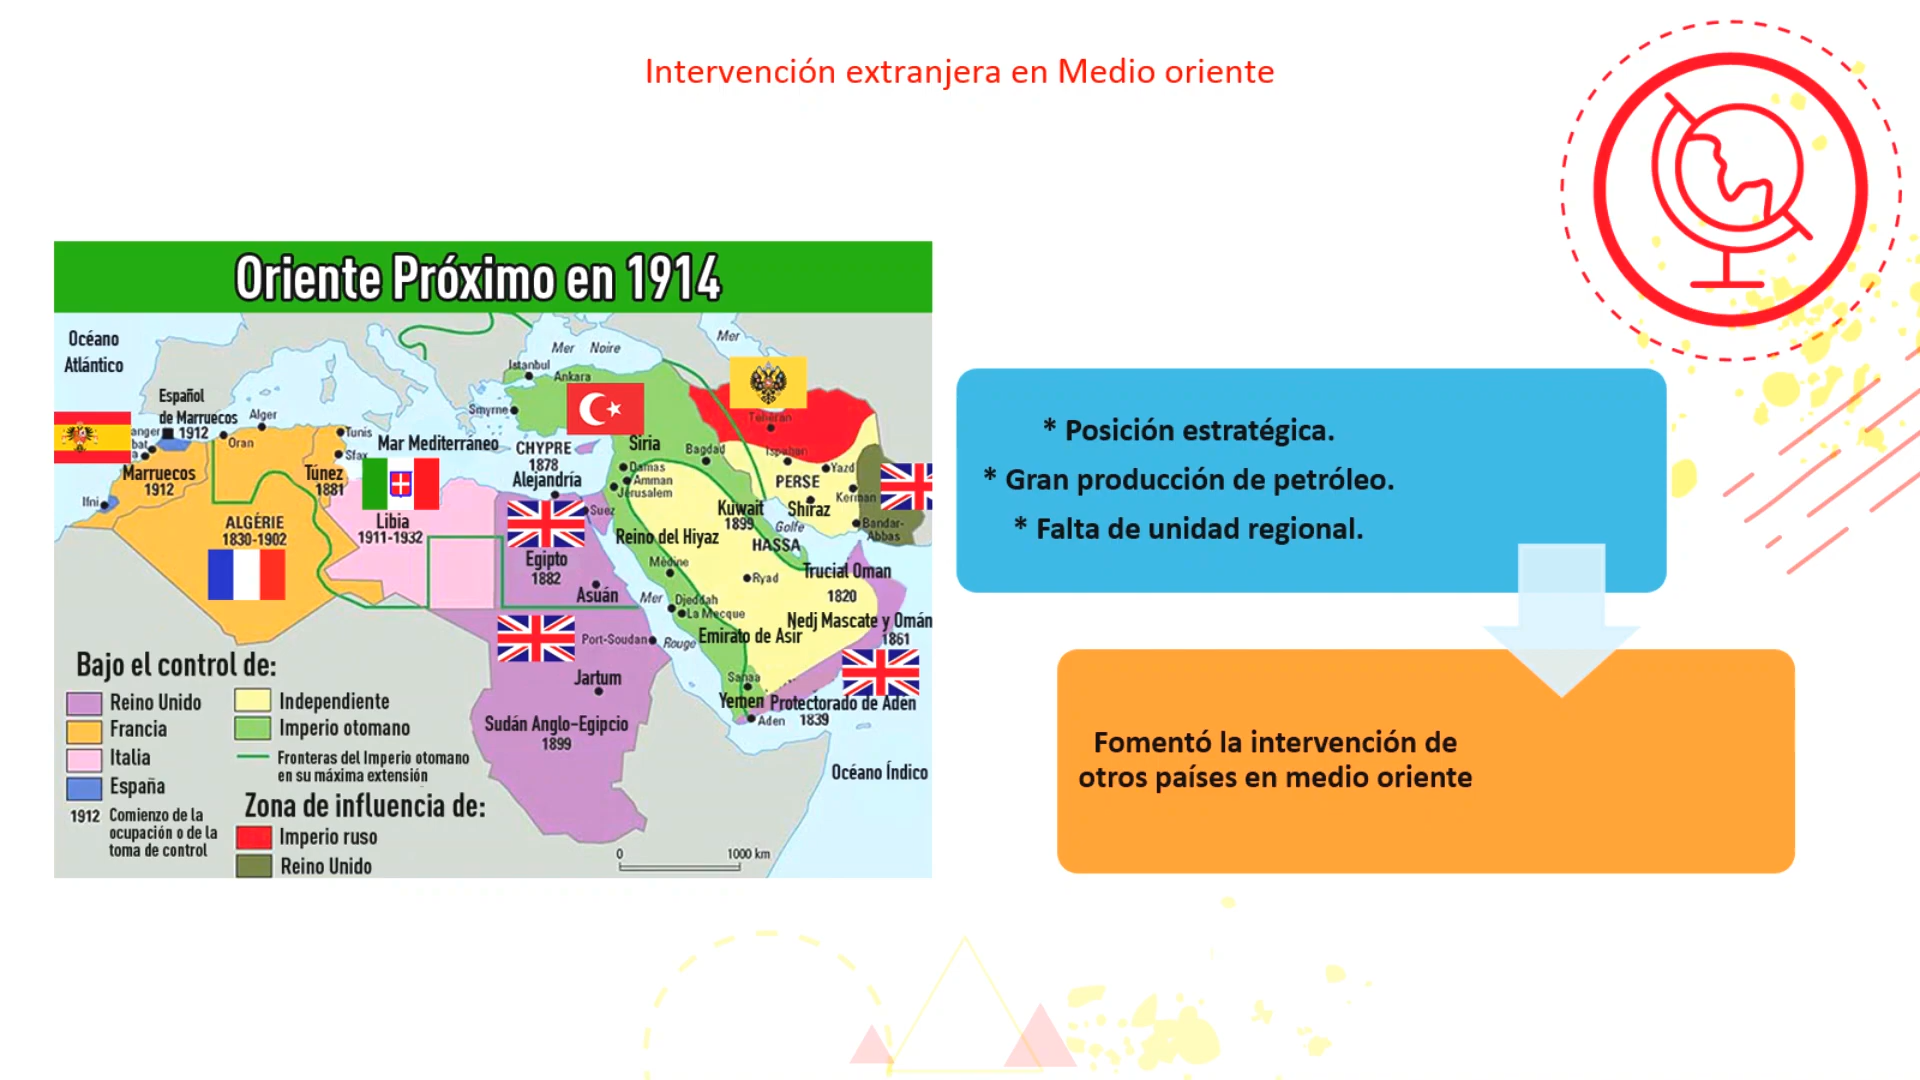 Intervención extranjera en Medio oriente
Oriente Próximo en 1914
Océano
Atlántico
Mer
Mer Noire
Istanbul
Ankara
Español
de Marruecos
1912
Alger
Smyrne
Teheran
anger
bat
Oran
Tunis
Mar Mediterráneo
CHYPRE
1878
Siria
Bagdad
Ispahan
Sfax
Marruecos
1912
Túnez
1881
Alejandría
Damas
Amman
Jérusalem
Yazd
PERSE
Kerman
Ifni
Suez
Kuwait
1899
Shiraz
ALGÉRIE
1830-1902
Libia
1911-1932
Golfe
Bandar-
Abbas
Reino del Hiyaz
HASSA
Egipto
1882
Médine
Ryad
Trucial Oman
1820
Asuán
Mer
Djeddah
La Mecque
Nedj Mascate y Omán
1861
Port-Soudan
Rouge
Emirato de Asir
Jartum
Sanaa
Yemen
Protectorado de Aden
1839
Aden
Sudán Anglo-Egipcio
1899
Océano Índico
Bajo el control de:
Reino Unido
Francia
Italia
España
1912 Comienzo de la
ocupación o de la
toma de control
Independiente
Imperio otomano
Fronteras del Imperio otomano
en su máxima extensión
Zona de influencia de:
Imperio ruso
Reino Unido
0 1000 km
* Posición estratégica.
* Gran producción de petróleo.
* Falta de unidad regional.
Fomentó la intervención de
otros países en medio oriente